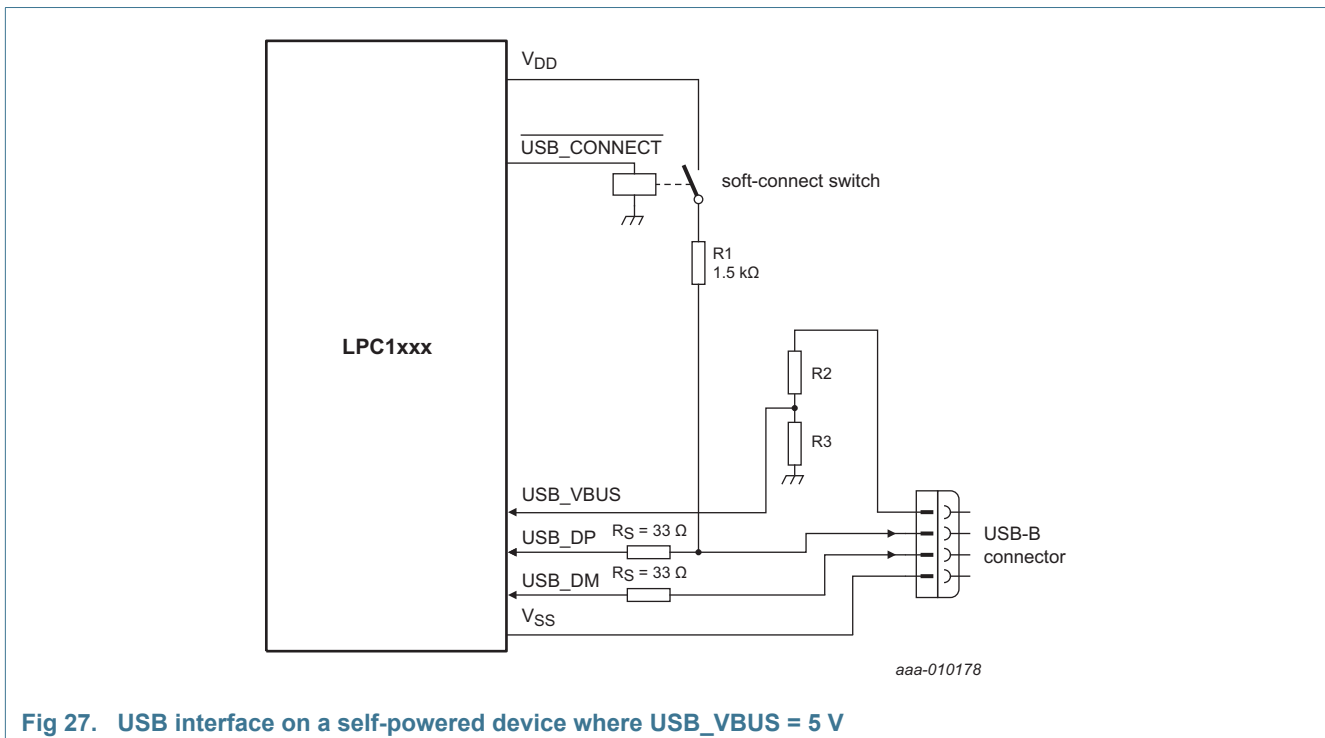 VDD
USB_CONNECT
soft-connect switch
R1
1.5 kΩ
LPC1xxx
R2
R3
USB_VBUS
USB_DP
RS = 33 Ω
USB_DM
RS = 33 Ω
VSS
USB-B
connector
aaa-010178
Fig 27. USB interface on a self-powered device where USB_VBUS = 5 V